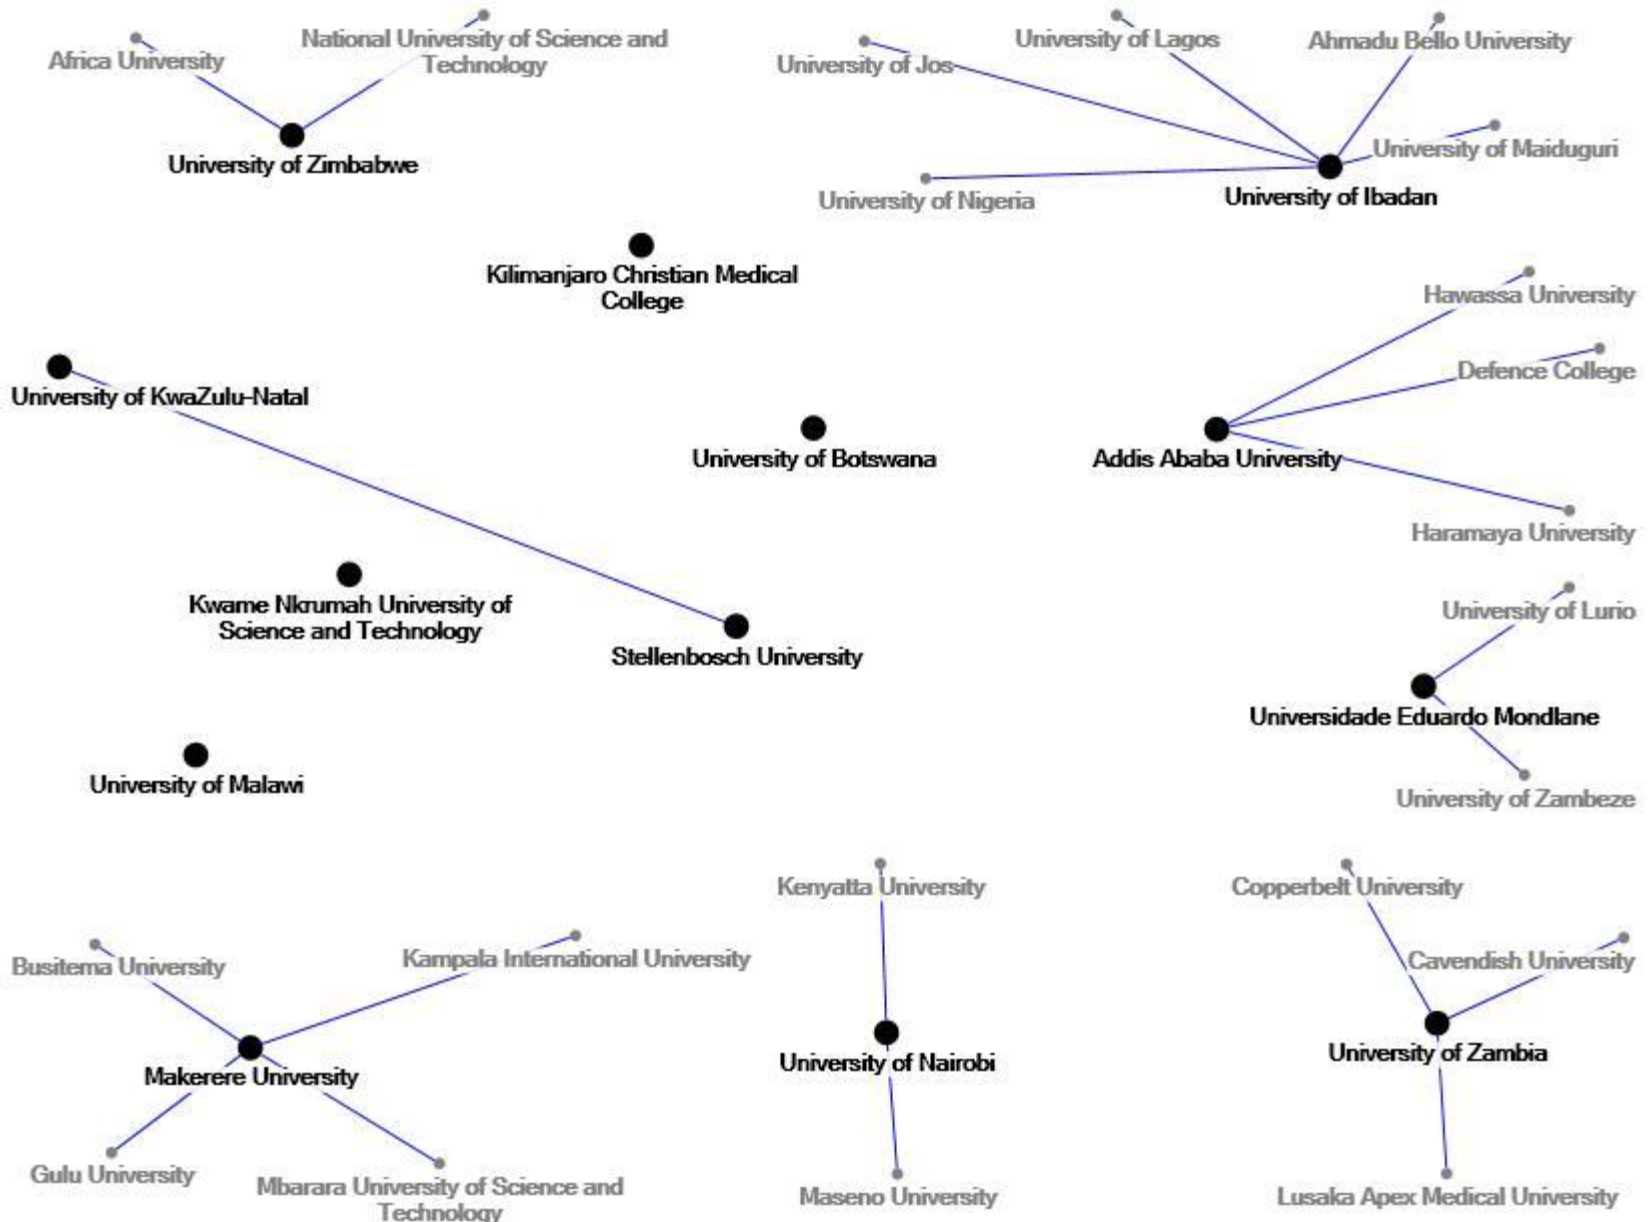 National University of Science and
Technology
Africa University
University of Zimbabwe
University of Lagos
Ahmadu Bello University
University of Jos
University of Maiduguri
University of Nigeria
University of Ibadan
Kilimanjaro Christian Medical
College
Hawassa University
Defence College
University of KwaZulu-Natal
University of Botswana
Addis Ababa University
Haramaya University
Kwame Nkrumah University of
Science and Technology
University of Lurio
Stellenbosch University
Universidade Eduardo Mondlane
University of Malawi
University of Zambeze
Kenyatta University
Copperbelt University
Busitema University
Kampala International University
Cavendish University
Makerere University
University of Nairobi
University of Zambia
Gulu University
Mbarara University of Science and
Technology
Maseno University
Lusaka Apex Medical University